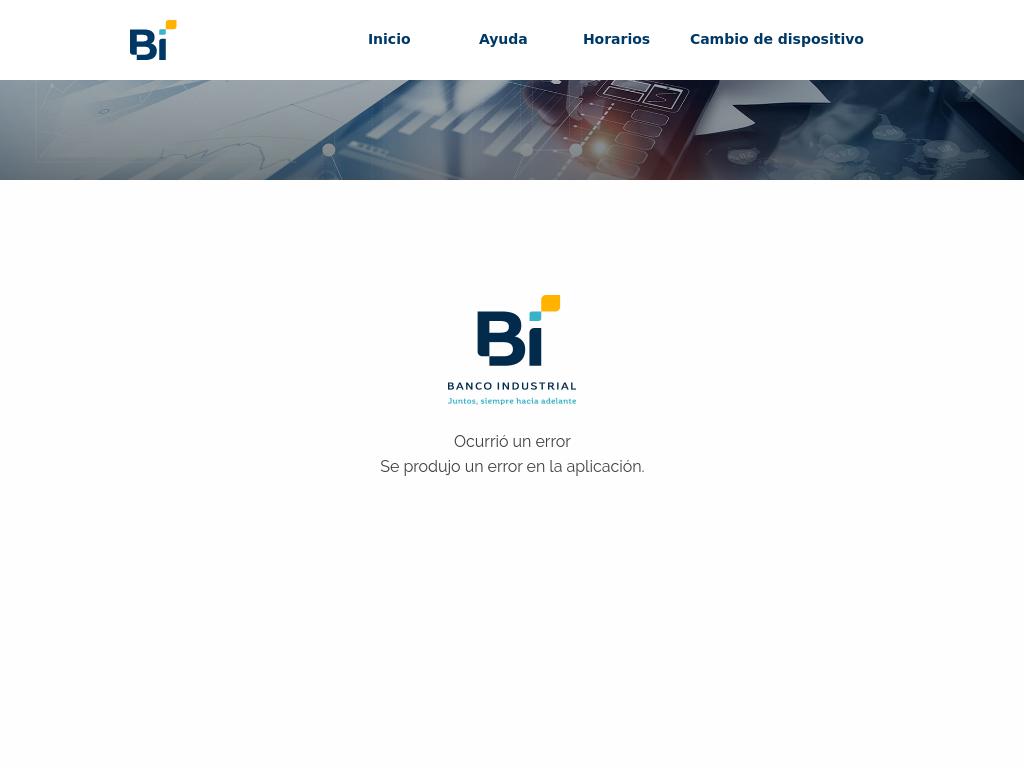 Bi
Inicio
Ayuda
Horarios
Cambio de dispositivo
Bi
BANCO INDUSTRIAL
Juntos, siempre hacia adelante
Ocurrió un error
Se produjo un error en la aplicación.